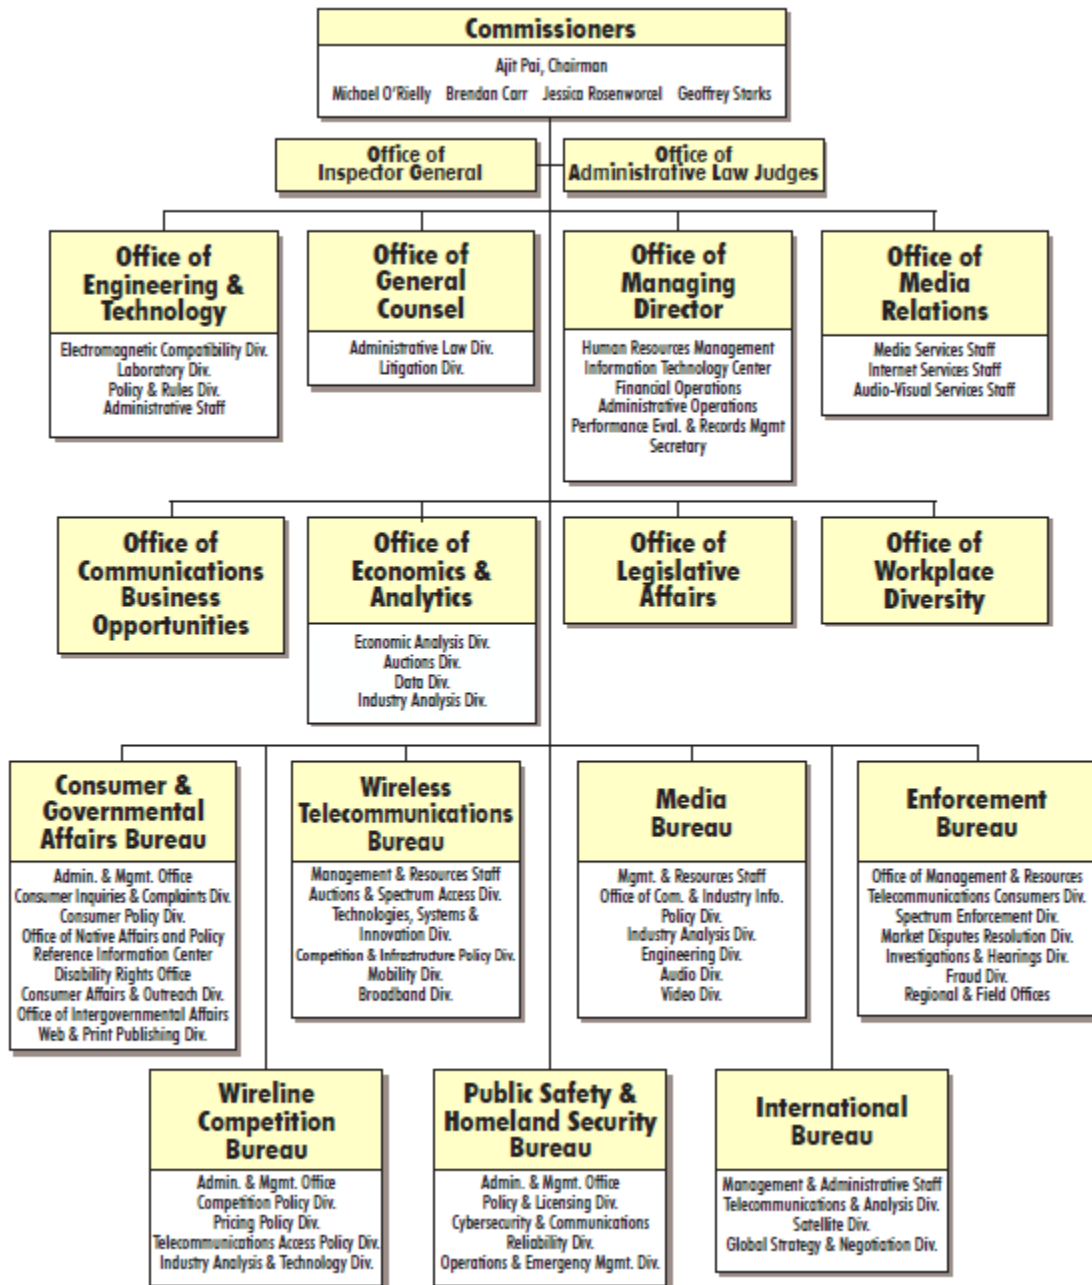 Commissioners
Ajit Pai, Chairman
Michael O'Rielly Brendan Carr Jessica Rosenworcel Geoffrey Starks
Office of
Inspector General
Office of
Administrative Law Judges
Office of
Engineering &
Technology
Electromagnetic Compatibility Div.
Laboratory Div.
Policy & Rules Div.
Administrative Staff
Office of
General
Counsel
Administrative Law Div.
Litigation Div.
Office of
Managing
Director
Human Resources Management
Information Technology Center
Financial Operations
Administrative Operations
Performance Eval. & Records Mgmt
Secretary
Office of
Media
Relations
Media Services Staff
Internet Services Staff
Audio-Visual Services Staff
Office of
Communications
Business
Opportunities
Office of
Economics &
Analytics
Economic Analysis Div.
Auctions Div.
Data Div.
Industry Analysis Div.
Office of
Legislative
Affairs
Office of
Workplace
Diversity
Consumer &
Governmental
Affairs Bureau
Admin. & Mgmt. Office
Consumer Inquiries & Complaints Div.
Consumer Policy Div.
Office of Native Affairs and Policy
Reference Information Center
Disability Rights Office
Consumer Affairs & Outreach Div.
Office of Intergovernmental Affairs
Web & Print Publishing Div.
Wireless
Telecommunications
Bureau
Management & Resources Staff
Auctions & Spectrum Access Div.
Technologies, Systems &
Innovation Div.
Competition & Infrastructure Policy Div.
Mobility Div.
Broadband Div.
Media
Bureau
Mgmt. & Resources Staff
Office of Com. & Industry Info.
Policy Div.
Industry Analysis Div.
Engineering Div.
Audio Div.
Video Div.
Enforcement
Bureau
Office of Management & Resources
Telecommunications Consumers Div.
Spectrum Enforcement Div.
Market Disputes Resolution Div.
Investigations & Hearings Div.
Fraud Div.
Regional & Field Offices
Wireline
Competition
Bureau
Admin. & Mgmt. Office
Competition Policy Div.
Pricing Policy Div.
Telecommunications Access Policy Div.
Industry Analysis & Technology Div.
Public Safety &
Homeland Security
Bureau
Admin. & Mgmt. Office
Policy & Licensing Div.
Cybersecurity & Communications
Reliability Div.
Operations & Emergency Mgmt. Div.
International
Bureau
Management & Administrative Staff
Telecommunications & Analysis Div.
Satellite Div.
Global Strategy & Negotiation Div.